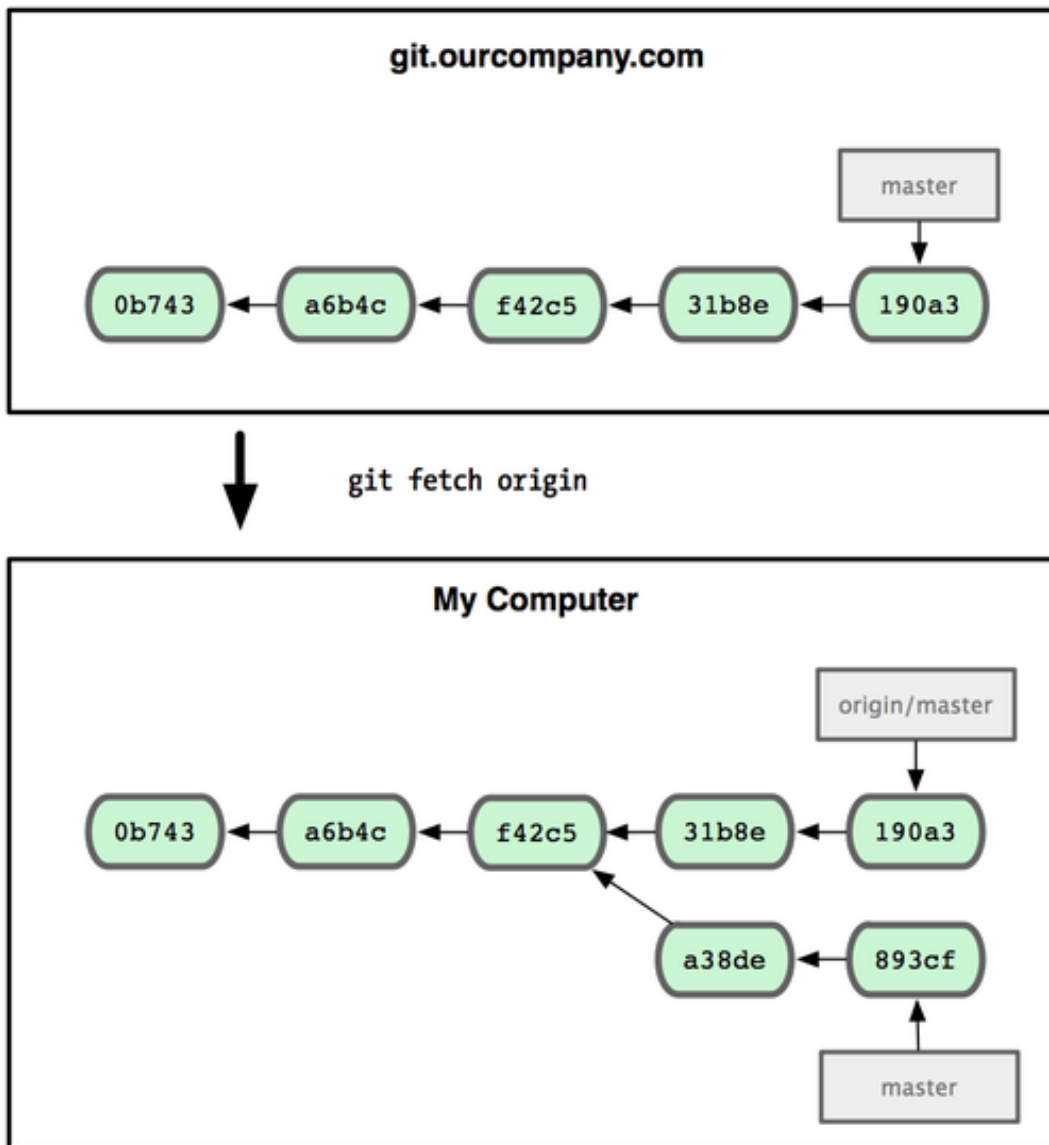 git.ourcompany.com
master
0b743 a6b4c f42c5 31b8e 190a3
git fetch origin
My Computer
origin/master
0b743 a6b4c f42c5 31b8e 190a3
a38de 893cf
master